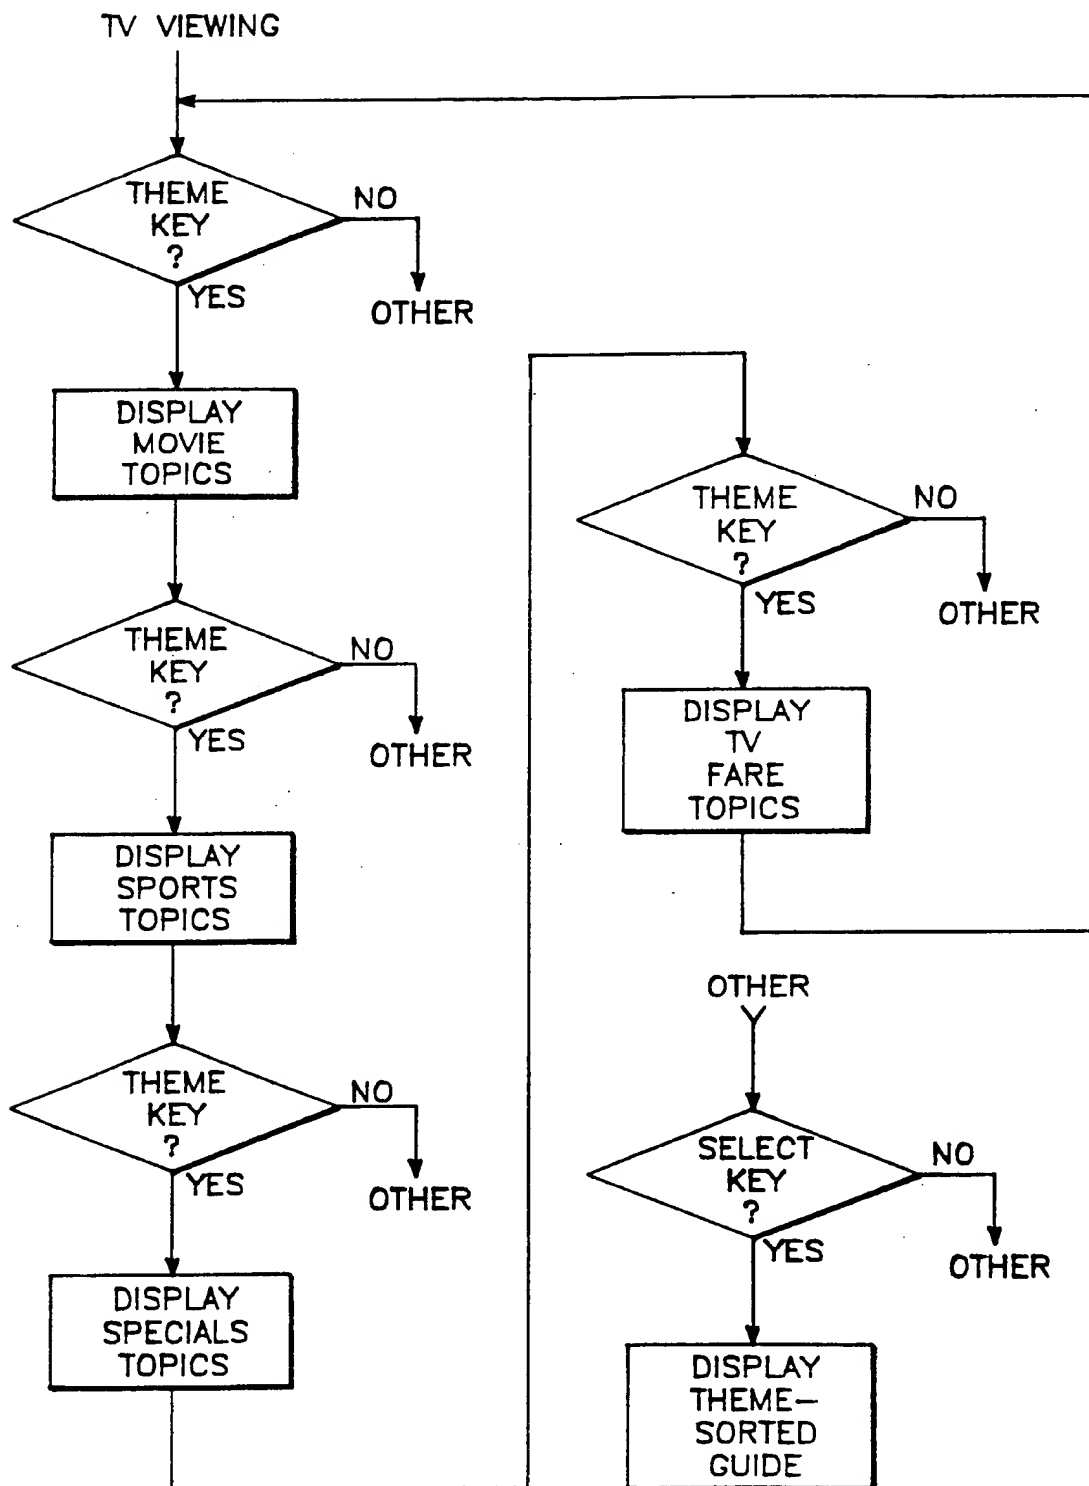 TV VIEWING
THEME
KEY
?
NO
YES
OTHER
DISPLAY
MOVIE
TOPICS
THEME
KEY
?
NO
YES
OTHER
DISPLAY
SPORTS
TOPICS
THEME
KEY
?
NO
YES
OTHER
DISPLAY
SPECIALS
TOPICS
THEME
KEY
?
NO
YES
OTHER
DISPLAY
TV
FARE
TOPICS
OTHER
SELECT
KEY
?
NO
YES
OTHER
DISPLAY
THEME-
SORTED
GUIDE